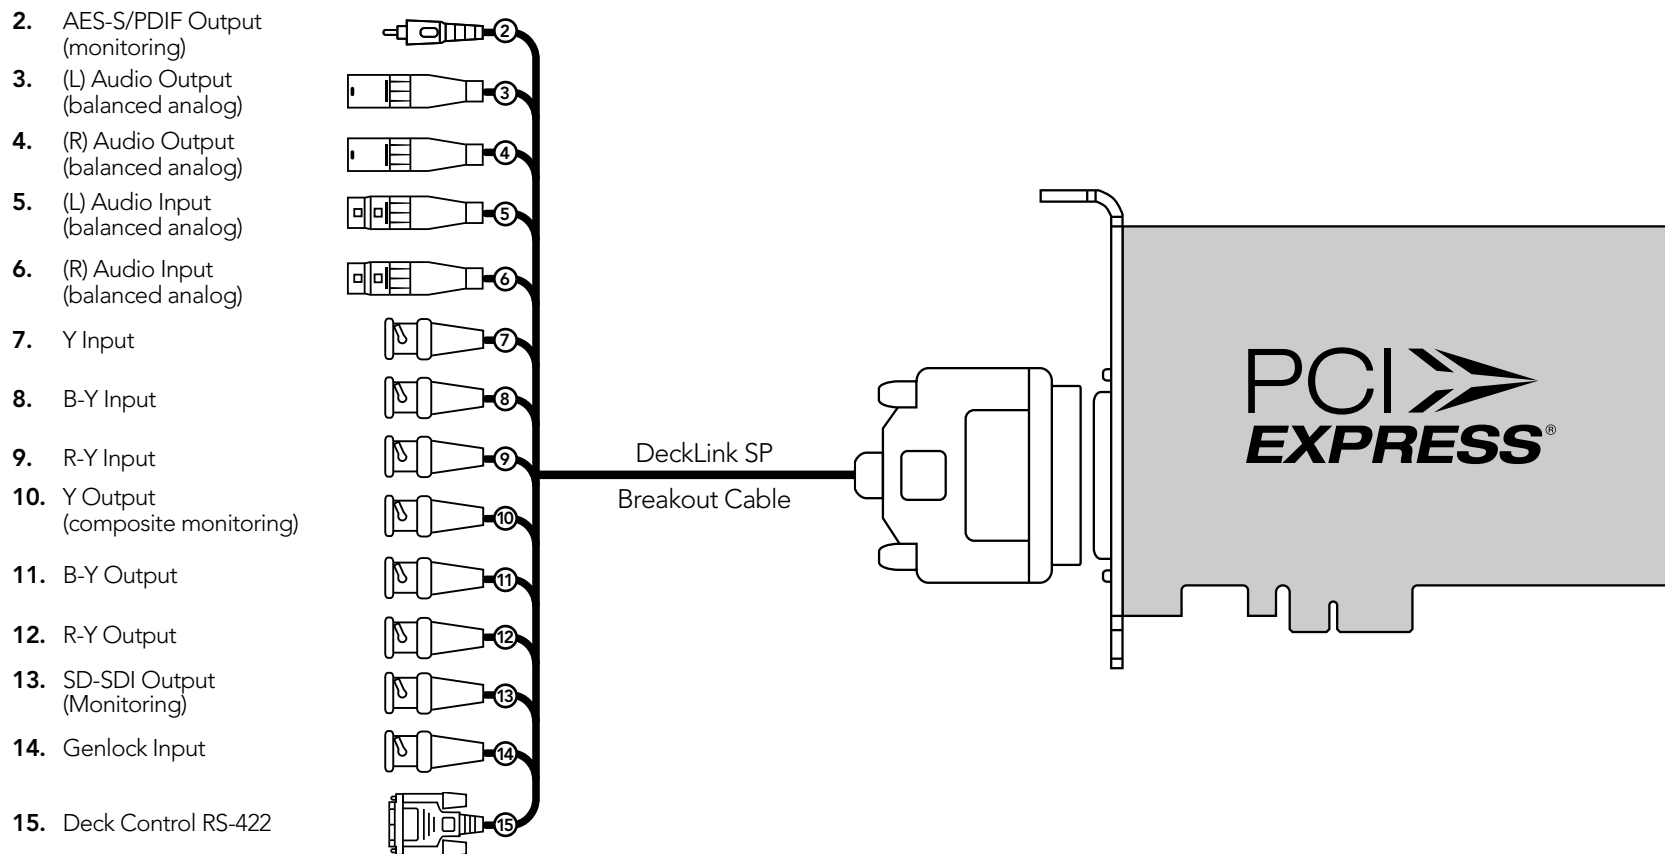 2. AES-S/PDIF Output
(monitoring)
3. (L) Audio Output
(balanced analog)
4. (R) Audio Output
(balanced analog)
5. (L) Audio Input
(balanced analog)
6. (R) Audio Input
(balanced analog)
7. Y Input
8. B-Y Input
9. R-Y Input
10. Y Output
(composite monitoring)
11. B-Y Output
12. R-Y Output
13. SD-SDI Output
(Monitoring)
14. Genlock Input
15. Deck Control RS-422
2
3
4
5
6
7
8
9
10
11
12
13
14
15
DeckLink SP
Breakout Cable
PCI
EXPRESS®